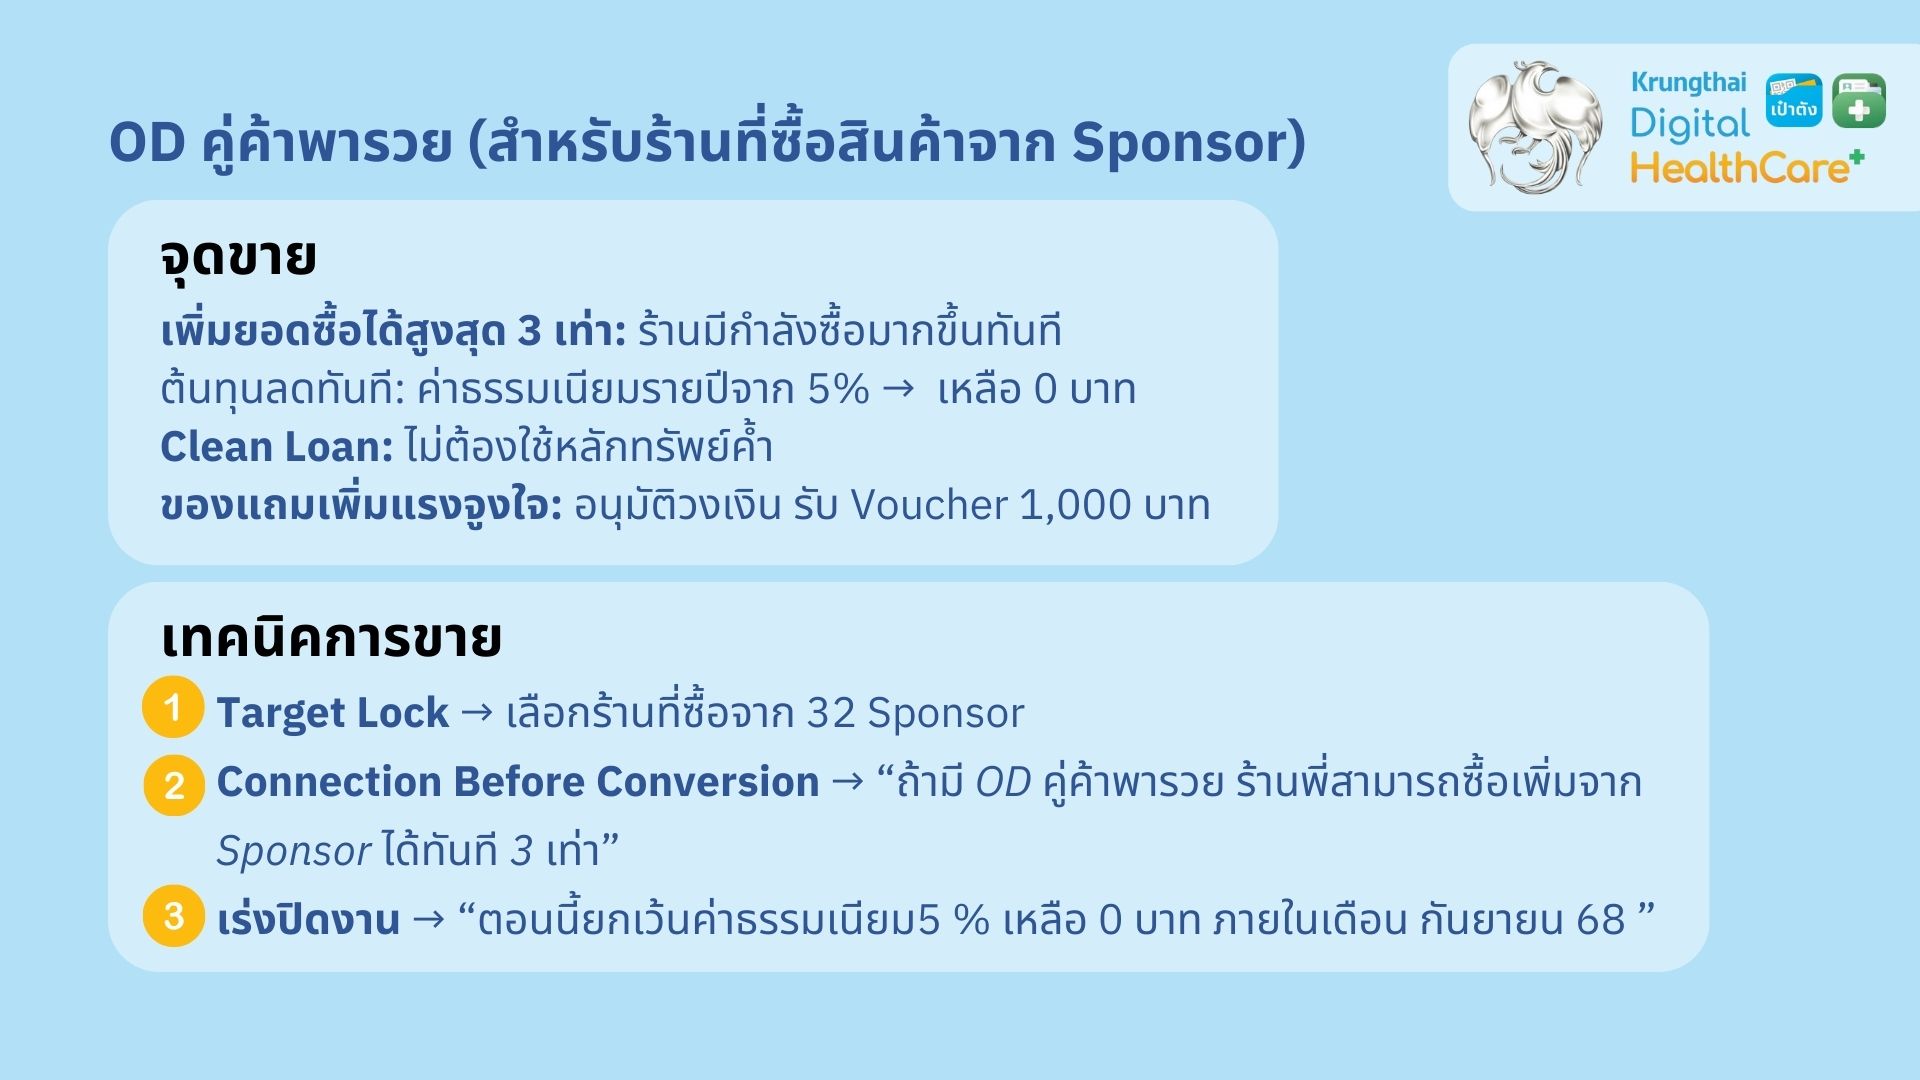 OD คู่ค้าพารวย (สำหรับร้านที่ซื้อสินค้าจาก Sponsor)
Krungthai
Digital
HealthCare+
เป๋าตัง
จุดขาย
เพิ่มยอดซื้อได้สูงสุด 3 เท่า: ร้านมีกำลังซื้อมากขึ้นทันที
ต้นทุนลดทันที: ค่าธรรมเนียมรายปีจาก 5% → เหลือ 0 บาท
Clean Loan: ไม่ต้องใช้หลักทรัพย์ค้ำ
ของแถมเพิ่มแรงจูงใจ: อนุมัติวงเงิน รับ Voucher 1,000 บาท
เทคนิคการขาย
1 Target Lock → เลือกร้านที่ซื้อจาก 32 Sponsor
2 Connection Before Conversion → “ถ้ามี OD คู่ค้าพารวย ร้านพี่สามารถซื้อเพิ่มจาก
Sponsor ได้ทันที 3 เท่า”
3 เร่งปิดงาน → “ตอนนี้ยกเว้นค่าธรรมเนียม5 % เหลือ 0 บาท ภายในเดือน กันยายน 68 ”